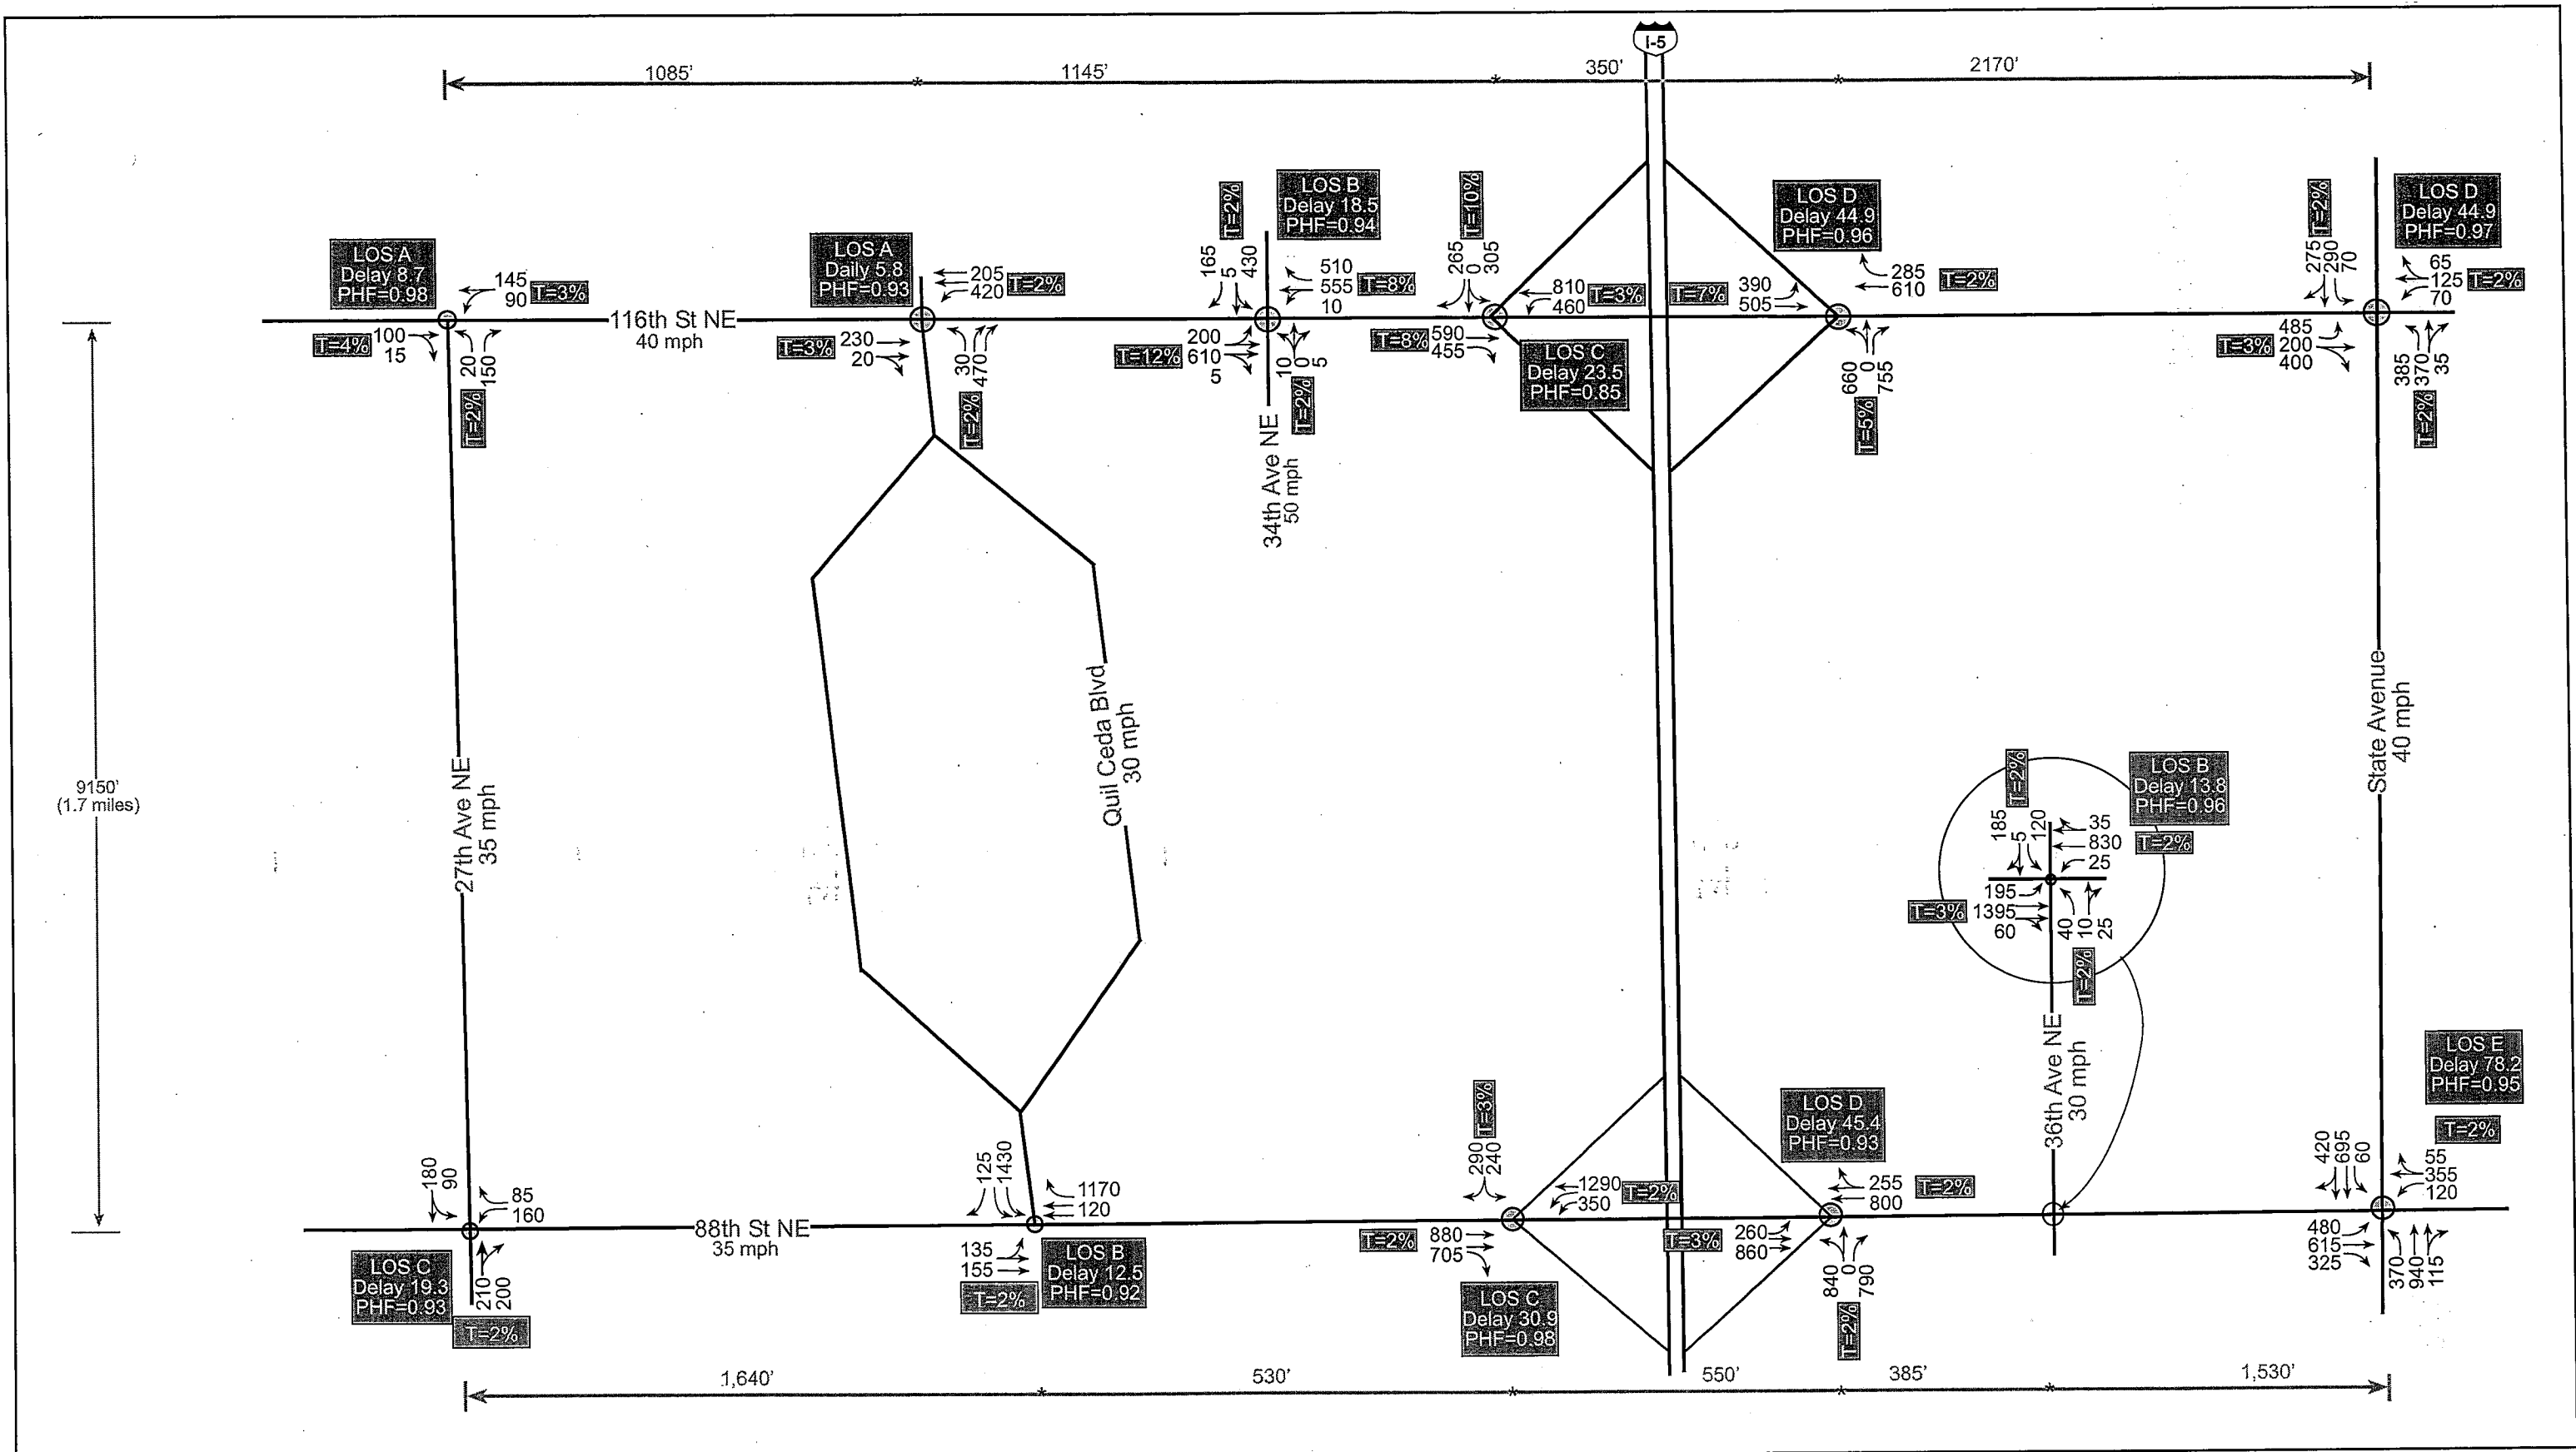 I-5
1085'
1145'
350'
2170'
LOS A
Delay 8.7
PHF=0.98
145
90
T=3%
T=4%
100
15
20
150
T=2%
116th St NE
40 mph
LOS A
Daily 5.8
PHF=0.93
205
420
T=2%
T=3%
230
20
30
470
T=2%
T=2%
165
5
430
LOS B
Delay 18.5
PHF=0.94
510
555
10
T=8%
T=12%
200
610
5
10
0
5
T=2%
34th Ave NE
50 mph
T=10%
265
0
305
810
460
T=3%
T=8%
590
455
LOS C
Delay 23.5
PHF=0.85
T=7%
390
505
LOS D
Delay 44.9
PHF=0.96
285
610
T=2%
660
0
755
T=5%
T=2%
275
290
70
LOS D
Delay 44.9
PHF=0.97
65
125
70
T=2%
T=3%
485
200
400
385
370
35
T=2%
9150'
(1.7 miles)
27th Ave NE
35 mph
Quil Ceda Blvd
30 mph
State Avenue
40 mph
T=2%
185
5
120
LOS B
Delay 13.8
PHF=0.96
35
830
25
T=2%
T=3%
195
1395
60
40
10
25
T=2%
36th Ave NE
30 mph
180
90
85
160
LOS C
Delay 19.3
PHF=0.93
210
200
T=2%
88th St NE
35 mph
125
1430
1170
120
135
155
T=2%
LOS B
Delay 12.5
PHF=0.92
T=3%
290
240
1290
350
T=2%
T=2%
880
705
LOS C
Delay 30.9
PHF=0.98
T=3%
260
860
LOS D
Delay 45.4
PHF=0.93
255
800
T=2%
840
0
790
T=2%
LOS E
Delay 78.2
PHF=0.95
T=2%
420
695
60
55
355
120
480
615
325
370
940
115
1,640'
530'
550'
385'
1,530'